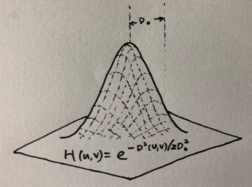 D₀
H(u,v) = e^{-D²(u,v)/2D₀²}